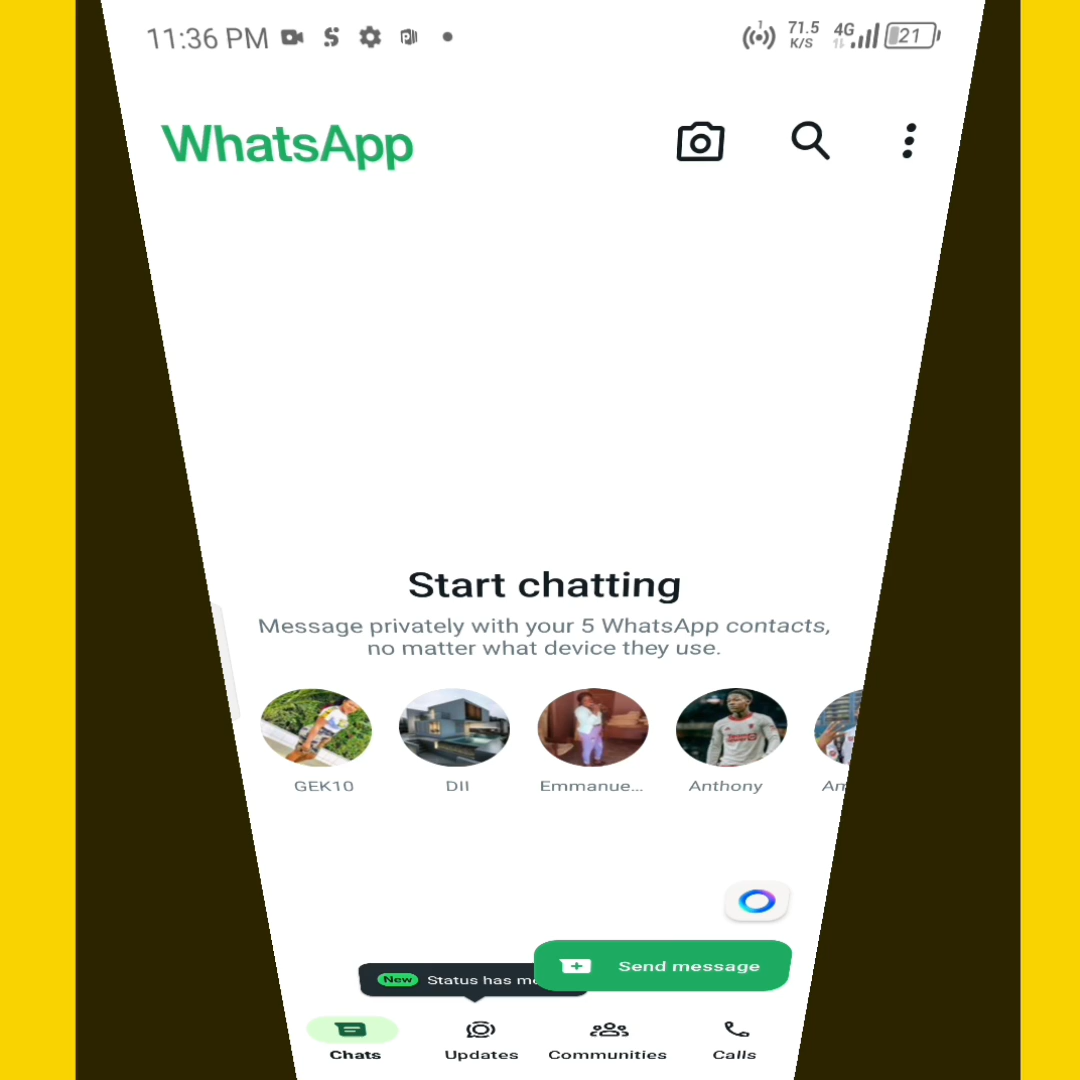 11:36 PM 71.5 K/S 4G 21
WhatsApp
Start chatting
Message privately with your 5 WhatsApp contacts,
no matter what device they use.
GEK10 DII Emmanue... Anthony
Send message
New Status has
Chats Updates Communities Calls